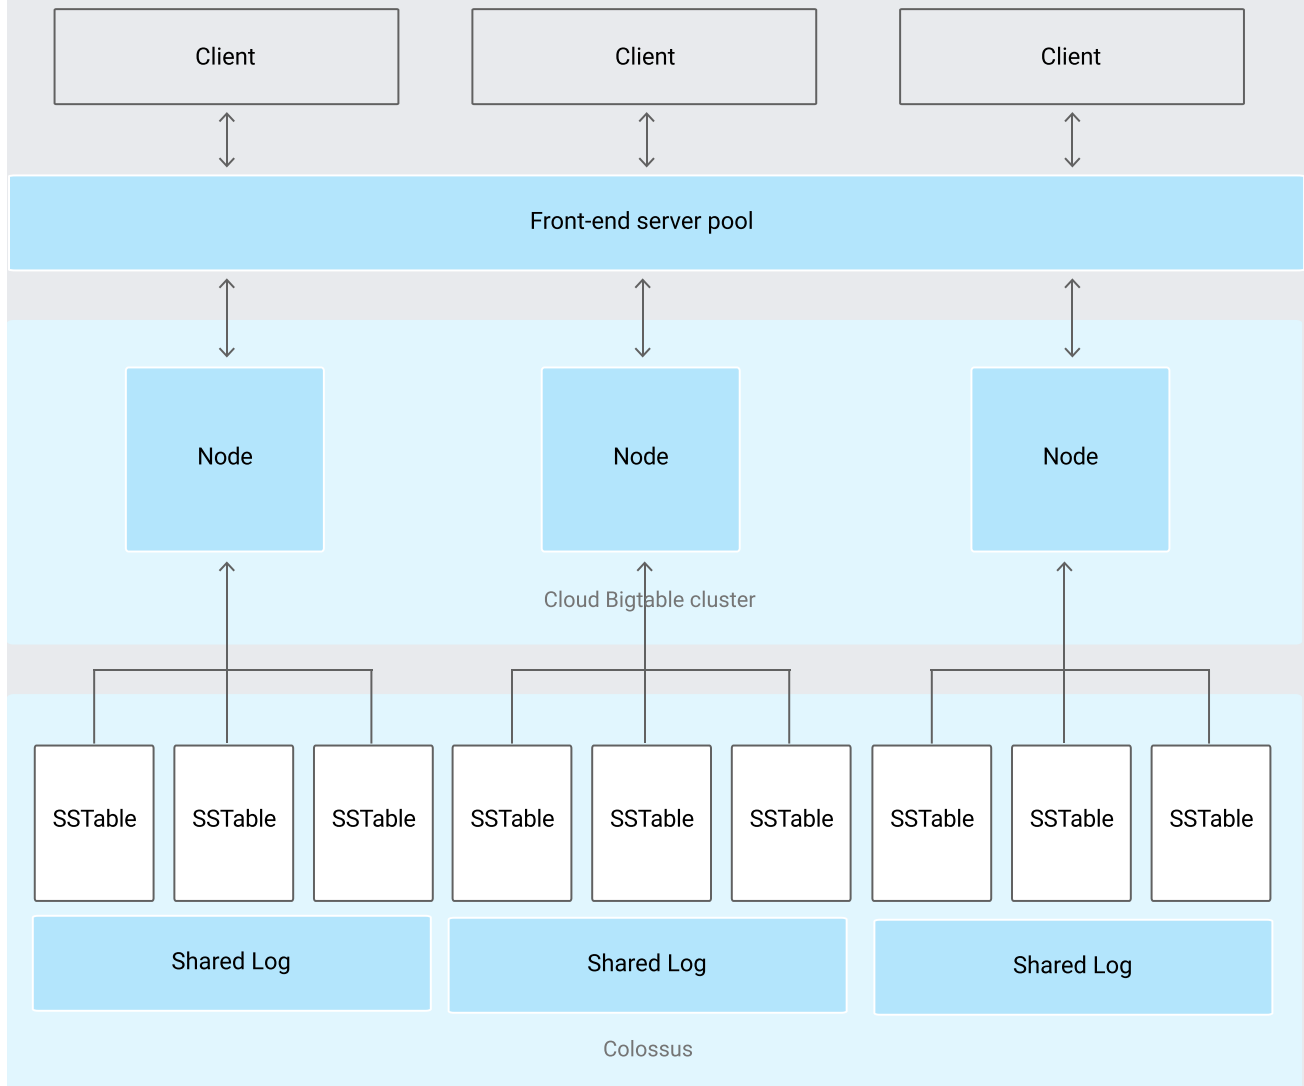 Client
Client
Client
Front-end server pool
Node
Node
Node
Cloud Bigtable cluster
SSTable
SSTable
SSTable
SSTable
SSTable
SSTable
SSTable
SSTable
SSTable
Shared Log
Shared Log
Shared Log
Colossus